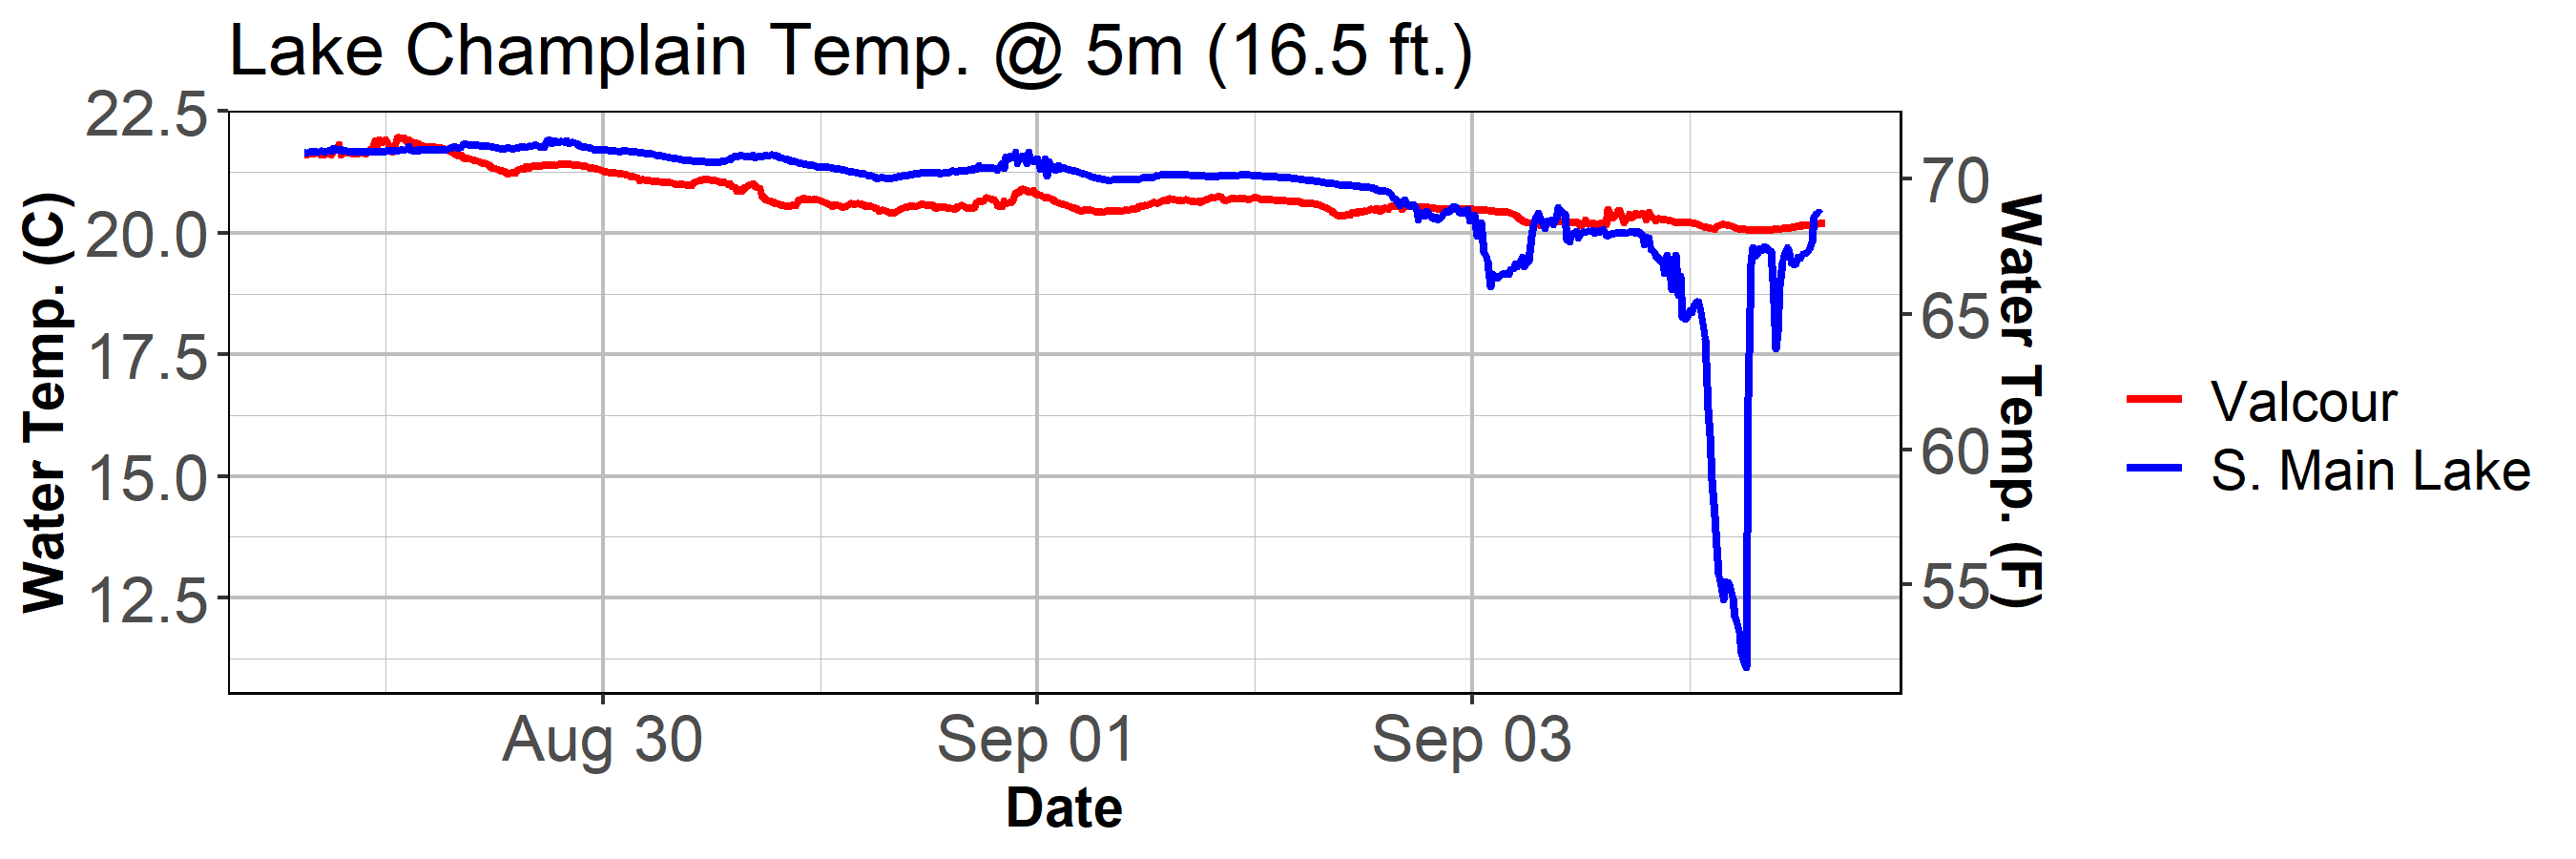 Lake Champlain Temp. @ 5m (16.5 ft.)
Water Temp. (C)
22.5
20.0
17.5
15.0
12.5
70
65
60
55
Water Temp. (F)
Aug 30
Sep 01
Sep 03
Date
Valcour
S. Main Lake